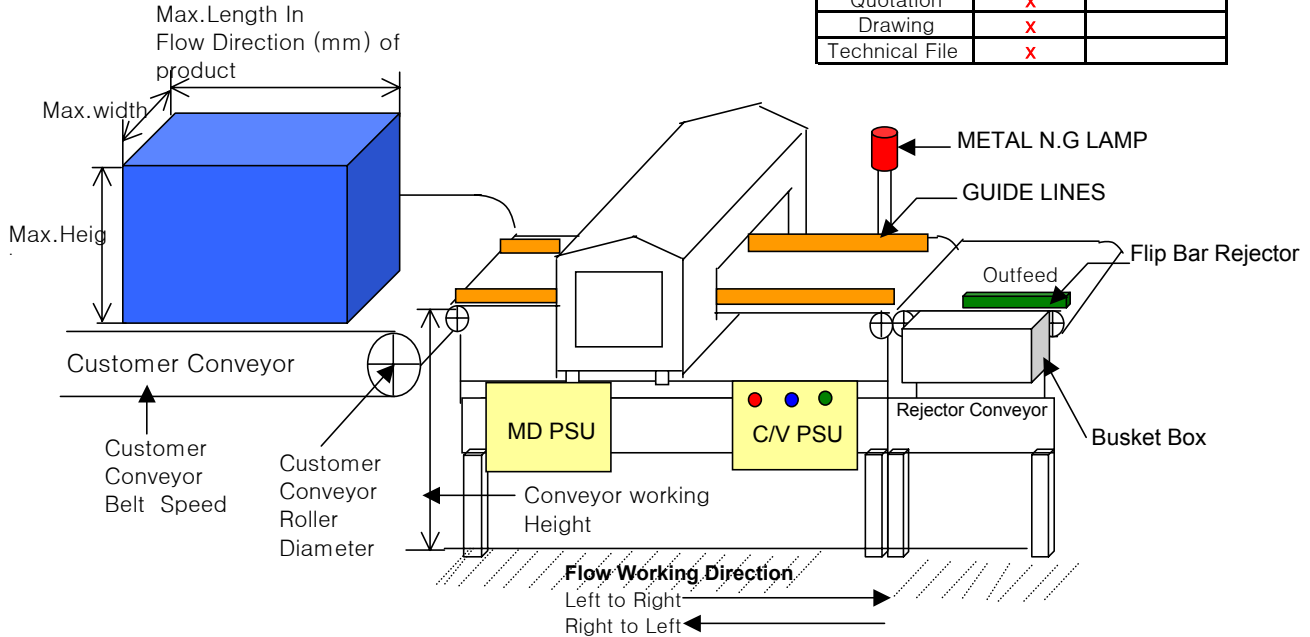 Max.Length In
Flow Direction (mm) of
product
Quotation x
Drawing x
Technical File x
Max.width
METAL N.G LAMP
GUIDE LINES
Max.Heig
Flip Bar Rejector
Outfeed
Customer Conveyor
Rejector Conveyor
MD PSU
C/V PSU
Busket Box
Customer
Conveyor
Belt Speed
Customer
Conveyor
Roller
Diameter
Conveyor working
Height
Flow Working Direction
Left to Right
Right to Left